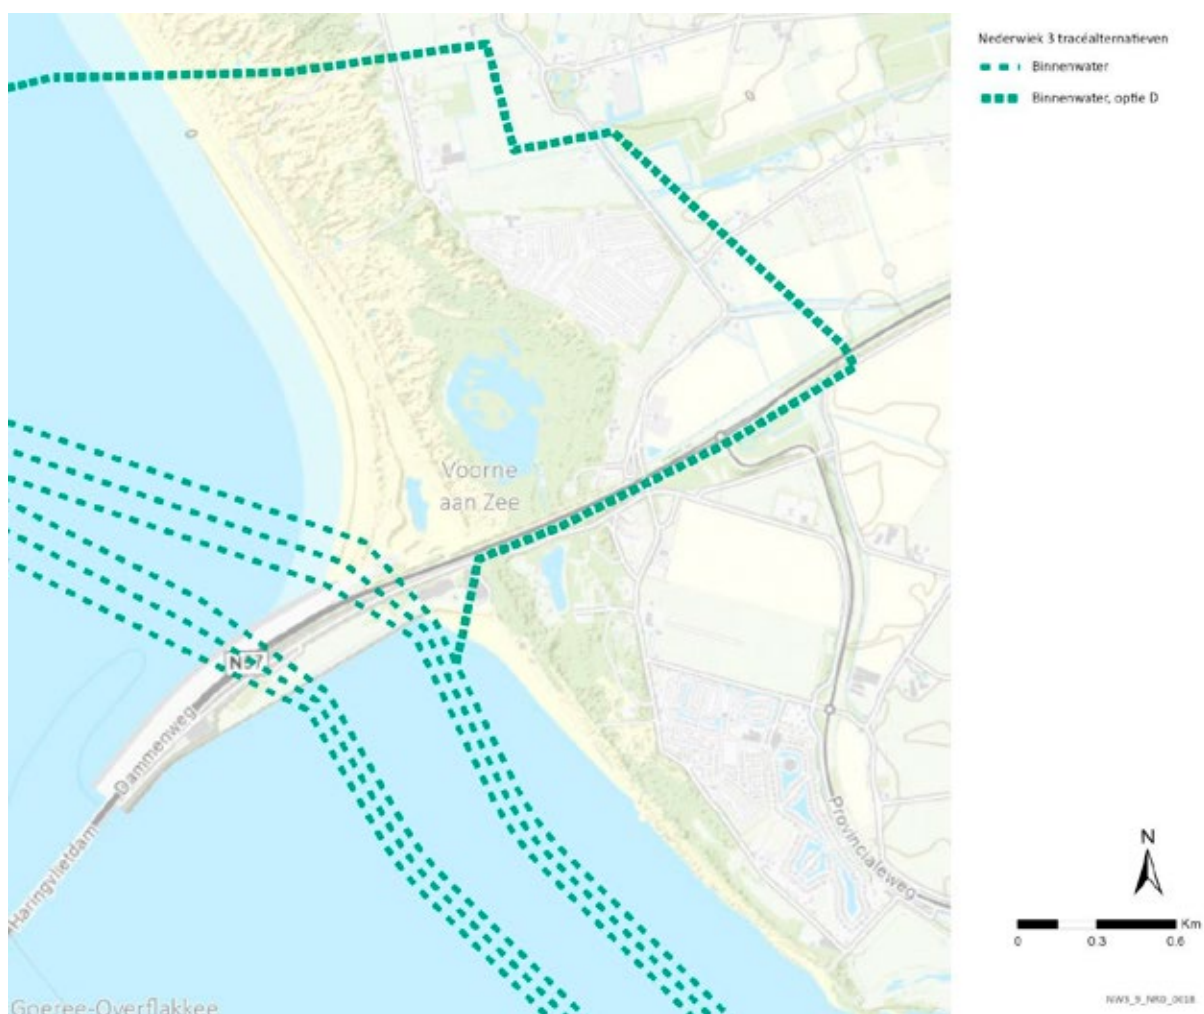 Nederwiek 3 tracéalternatieven
Binnenwater
Binnenwater, optie D
Voorne
aan Zee
N57
Dammenweg
Haringvlietdam
Provincialeweg
Goeree-Overflakkee
N
Km
0 0.3 0.6
NW3_9_NRD_0018